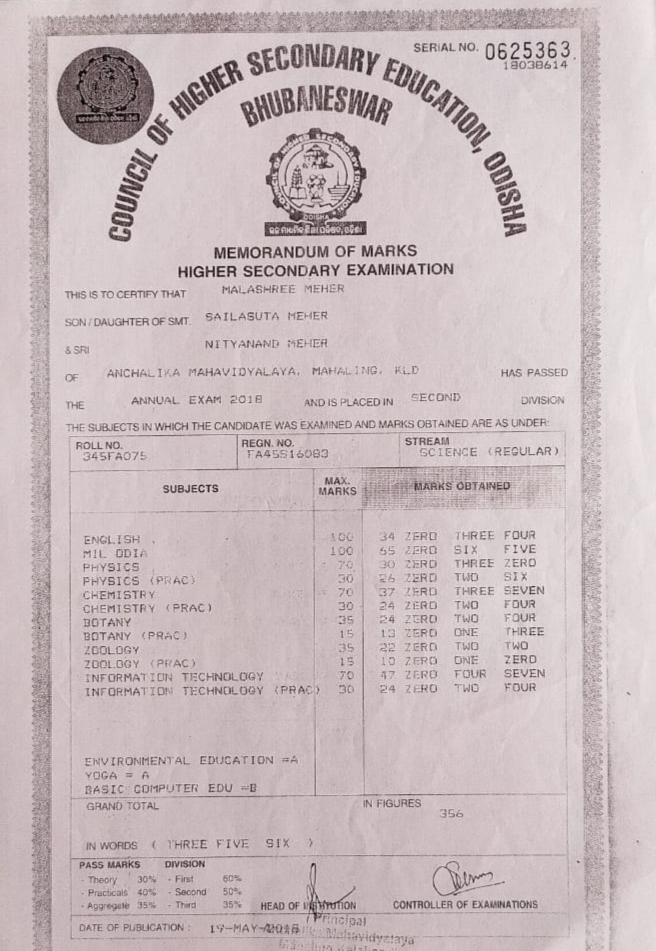 SERIAL NO. 0625363
18038614
COUNCIL OF HIGHER SECONDARY EDUCATION, ODISHA
BHUBANESWAR
ODISHA
MEMORANDUM OF MARKS
HIGHER SECONDARY EXAMINATION
THIS IS TO CERTIFY THAT MALASHREE MEHER
SON / DAUGHTER OF SMT. SAILASUTA MEHER
& SRI NITYANAND MEHER
OF ANCHALIKA MAHAVIDYALAYA, MAHALING, KLD HAS PASSED
THE ANNUAL EXAM 2018 AND IS PLACED IN SECOND DIVISION
THE SUBJECTS IN WHICH THE CANDIDATE WAS EXAMINED AND MARKS OBTAINED ARE AS UNDER:
ROLL NO. REGN. NO. STREAM
345FA075 FA45S16083 SCIENCE (REGULAR)
SUBJECTS MAX. MARKS MARKS OBTAINED
ENGLISH 100 34 ZERO THREE FOUR
MIL ODIA 100 65 ZERO SIX FIVE
PHYSICS 70 30 ZERO THREE ZERO
PHYSICS (PRAC) 30 26 ZERO TWO SIX
CHEMISTRY 70 37 ZERO THREE SEVEN
CHEMISTRY (PRAC) 30 24 ZERO TWO FOUR
BOTANY 35 24 ZERO TWO FOUR
BOTANY (PRAC) 15 13 ZERO ONE THREE
ZOOLOGY 35 22 ZERO TWO TWO
ZOOLOGY (PRAC) 15 10 ZERO ONE ZERO
INFORMATION TECHNOLOGY 70 47 ZERO FOUR SEVEN
INFORMATION TECHNOLOGY (PRAC) 30 24 ZERO TWO FOUR
ENVIRONMENTAL EDUCATION =A
YOGA = A
BASIC COMPUTER EDU =B
GRAND TOTAL IN FIGURES
356
IN WORDS ( THREE FIVE SIX )
PASS MARKS DIVISION
- Theory 30% - First 60%
- Practicals 40% - Second 50%
- Aggregate 35% - Third 35%
HEAD OF INSTITUTION CONTROLLER OF EXAMINATIONS
Principal
DATE OF PUBLICATION : 19-MAY-2018
Mahavidyalaya